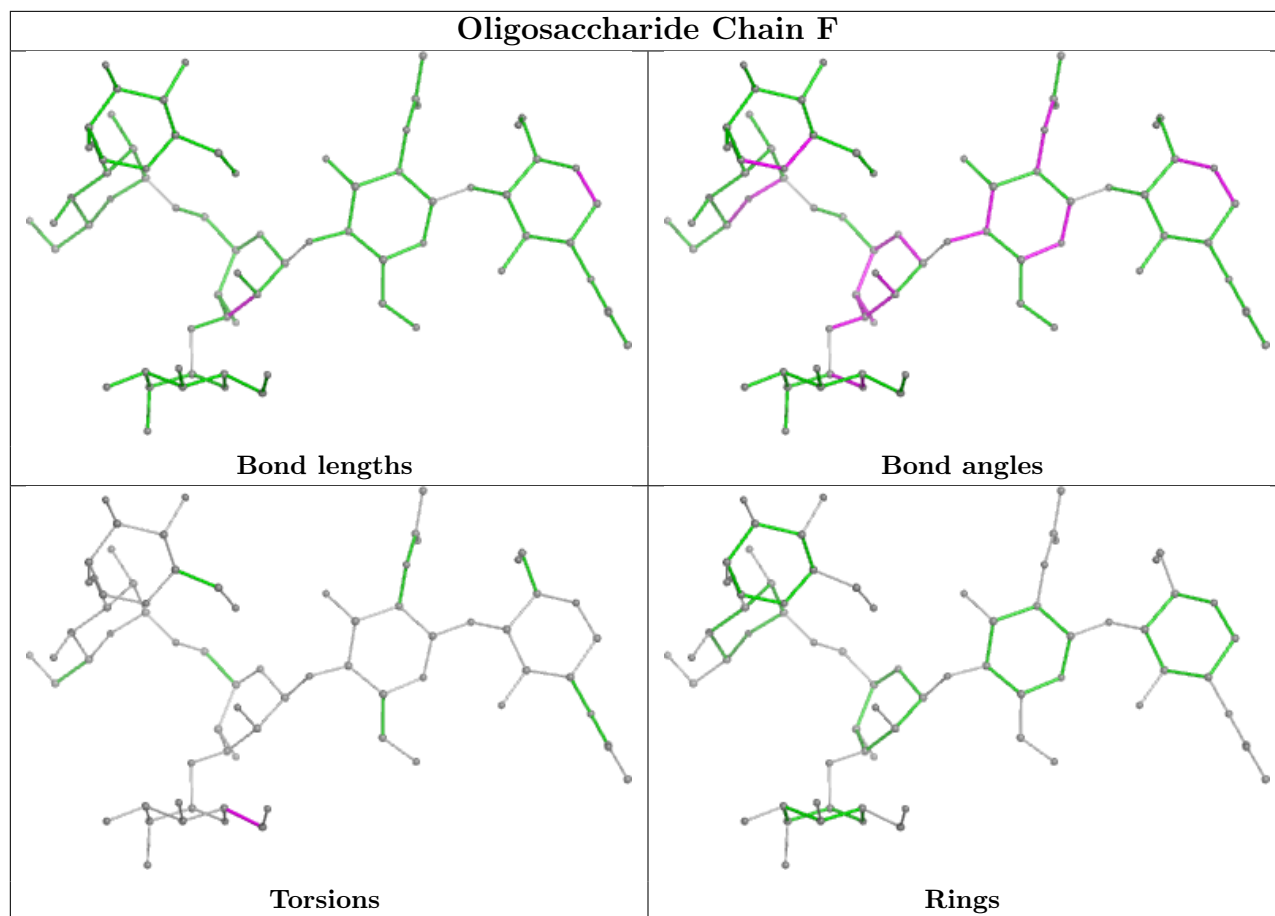 Oligosaccharide Chain F
Bond lengths
Bond angles
Torsions
Rings